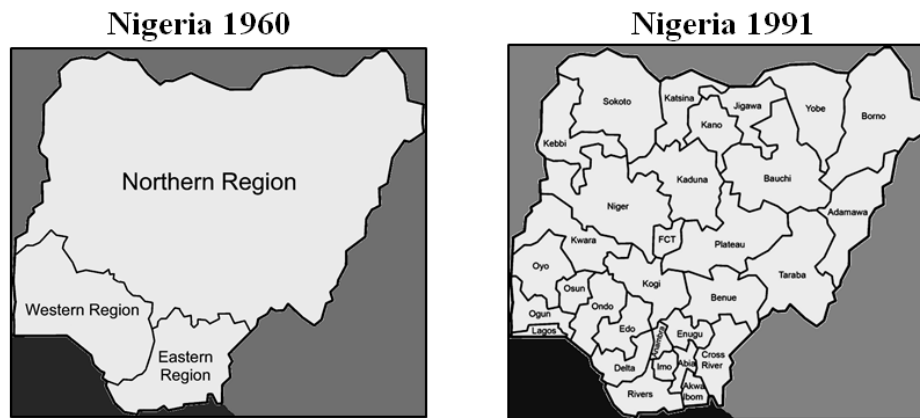 Nigeria 1960
Northern Region
Western Region
Eastern
Region
Nigeria 1991
Sokoto
Katsina
Jigawa
Yobe
Borno
Kano
Kebbi
Kaduna
Bauchi
Niger
Adamawa
FCT
Plateau
Kwara
Oyo
Taraba
Kogi
Osun
Benue
Ondo
Ogun
Edo
Enugu
Lagos
Anambra
Cross
River
Delta
Imo
Abia
Rivers
Akwa
Ibom